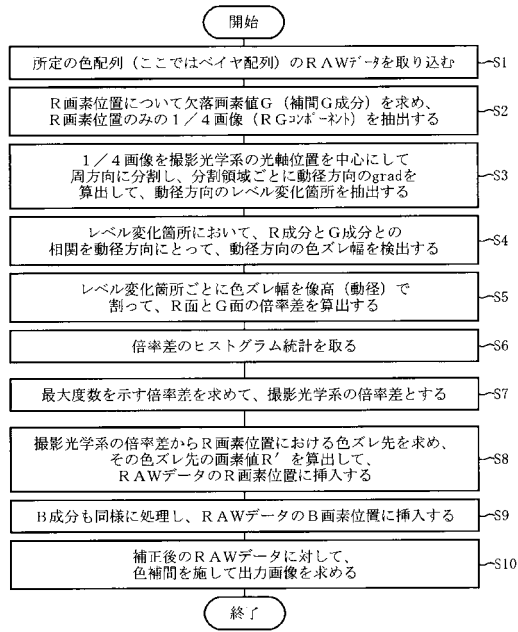 開始
所定の色配列（ここではベイヤ配列）のＲＡＷﾃﾞｰﾀを取り込む
S1
Ｒ画素位置について欠落画素値Ｇ（補間Ｇ成分）を求め、
Ｒ画素位置のみの１／４画像（ＲＧｺﾝﾎﾟｰﾈﾝﾄ）を抽出する
S2
１／４画像を撮影光学系の光軸位置を中心にして
周方向に分割し、分割領域ごとに動径方向のgradを
算出して、動径方向のレベル変化箇所を抽出する
S3
レベル変化箇所において、Ｒ成分とＧ成分との
相関を動径方向にとって、動径方向の色ズレ幅を検出する
S4
レベル変化箇所ごとに色ズレ幅を像高（動径）で
割って、Ｒ面とＧ面の倍率差を算出する
S5
倍率差のヒストグラム統計を取る
S6
最大度数を示す倍率差を求めて、撮影光学系の倍率差とする
S7
撮影光学系の倍率差からＲ画素位置における色ズレ先を求め、
その色ズレ先の画素値Ｒ′を算出して、
ＲＡＷデータのＲ画素位置に挿入する
S8
Ｂ成分も同様に処理し、ＲＡＷデータのＢ画素位置に挿入する
S9
補正後のＲＡＷデータに対して、
色補間を施して出力画像を求める
S10
終了